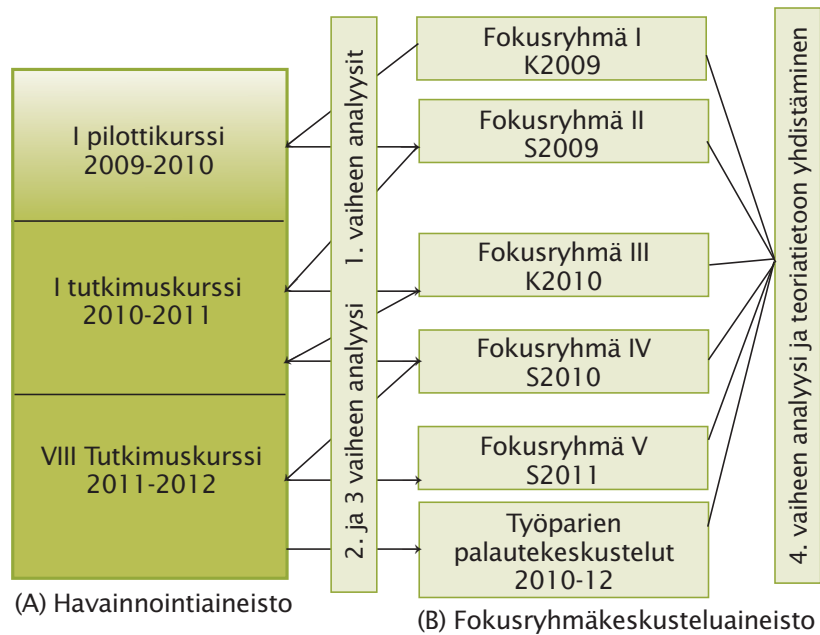 I pilottikurssi
2009-2010
I tutkimuskurssi
2010-2011
VIII Tutkimuskurssi
2011-2012
(A) Havainnointiaineisto
1. vaiheen analyysit
2. ja 3 vaiheen analyysi
Fokusryhmä I
K2009
Fokusryhmä II
S2009
Fokusryhmä III
K2010
Fokusryhmä IV
S2010
Fokusryhmä V
S2011
Työparien
palautekeskustelut
2010-12
(B) Fokusryhmäkeskusteluaineisto
4. vaiheen analyysi ja teoriatietoon yhdistäminen